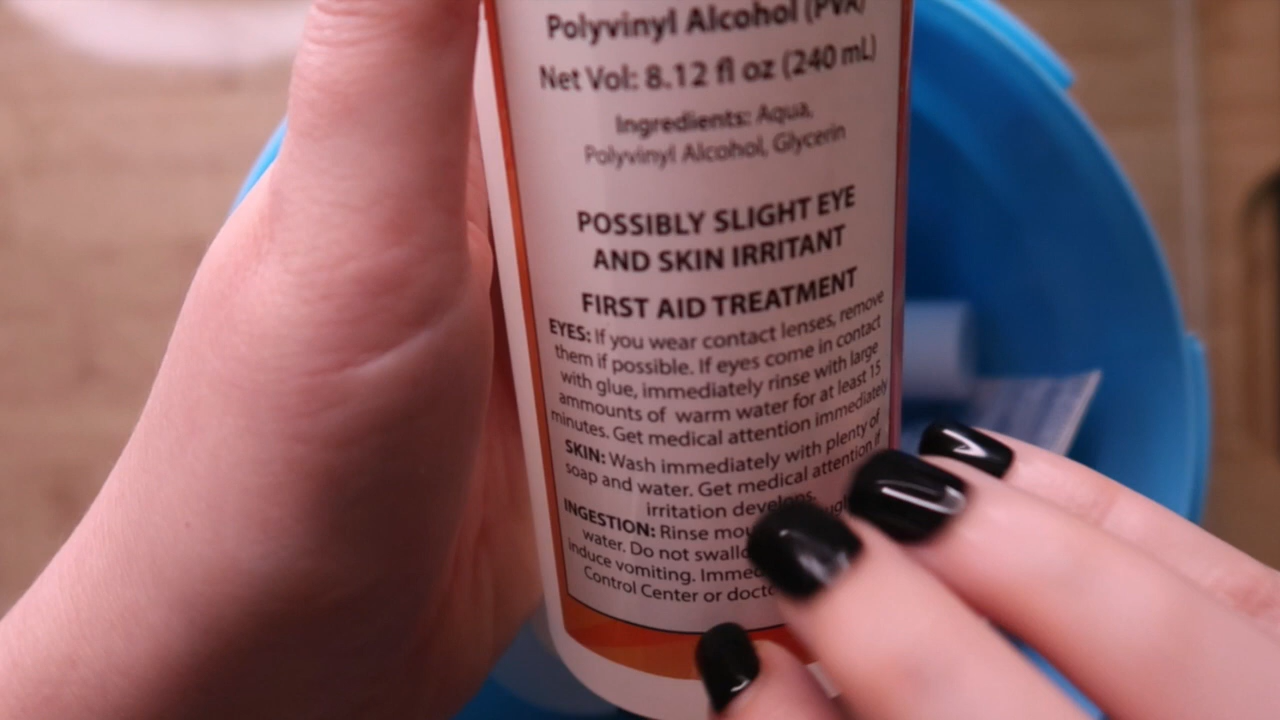 Polyvinyl Alcohol (PVA)
Net Vol: 8.12 fl oz (240 mL)
Ingredients: Aqua,
Polyvinyl Alcohol, Glycerin
POSSIBLY SLIGHT EYE
AND SKIN IRRITANT
FIRST AID TREATMENT
EYES: If you wear contact lenses, remove
them if possible. If eyes come in contact
with glue, immediately rinse with large
ammounts of warm water for at least 15
minutes. Get medical attention immediately
SKIN: Wash immediately with plenty of
soap and water. Get medical attention if
irritation develops.
INGESTION: Rinse
water. Do not
induce vomiting.
Control Center or